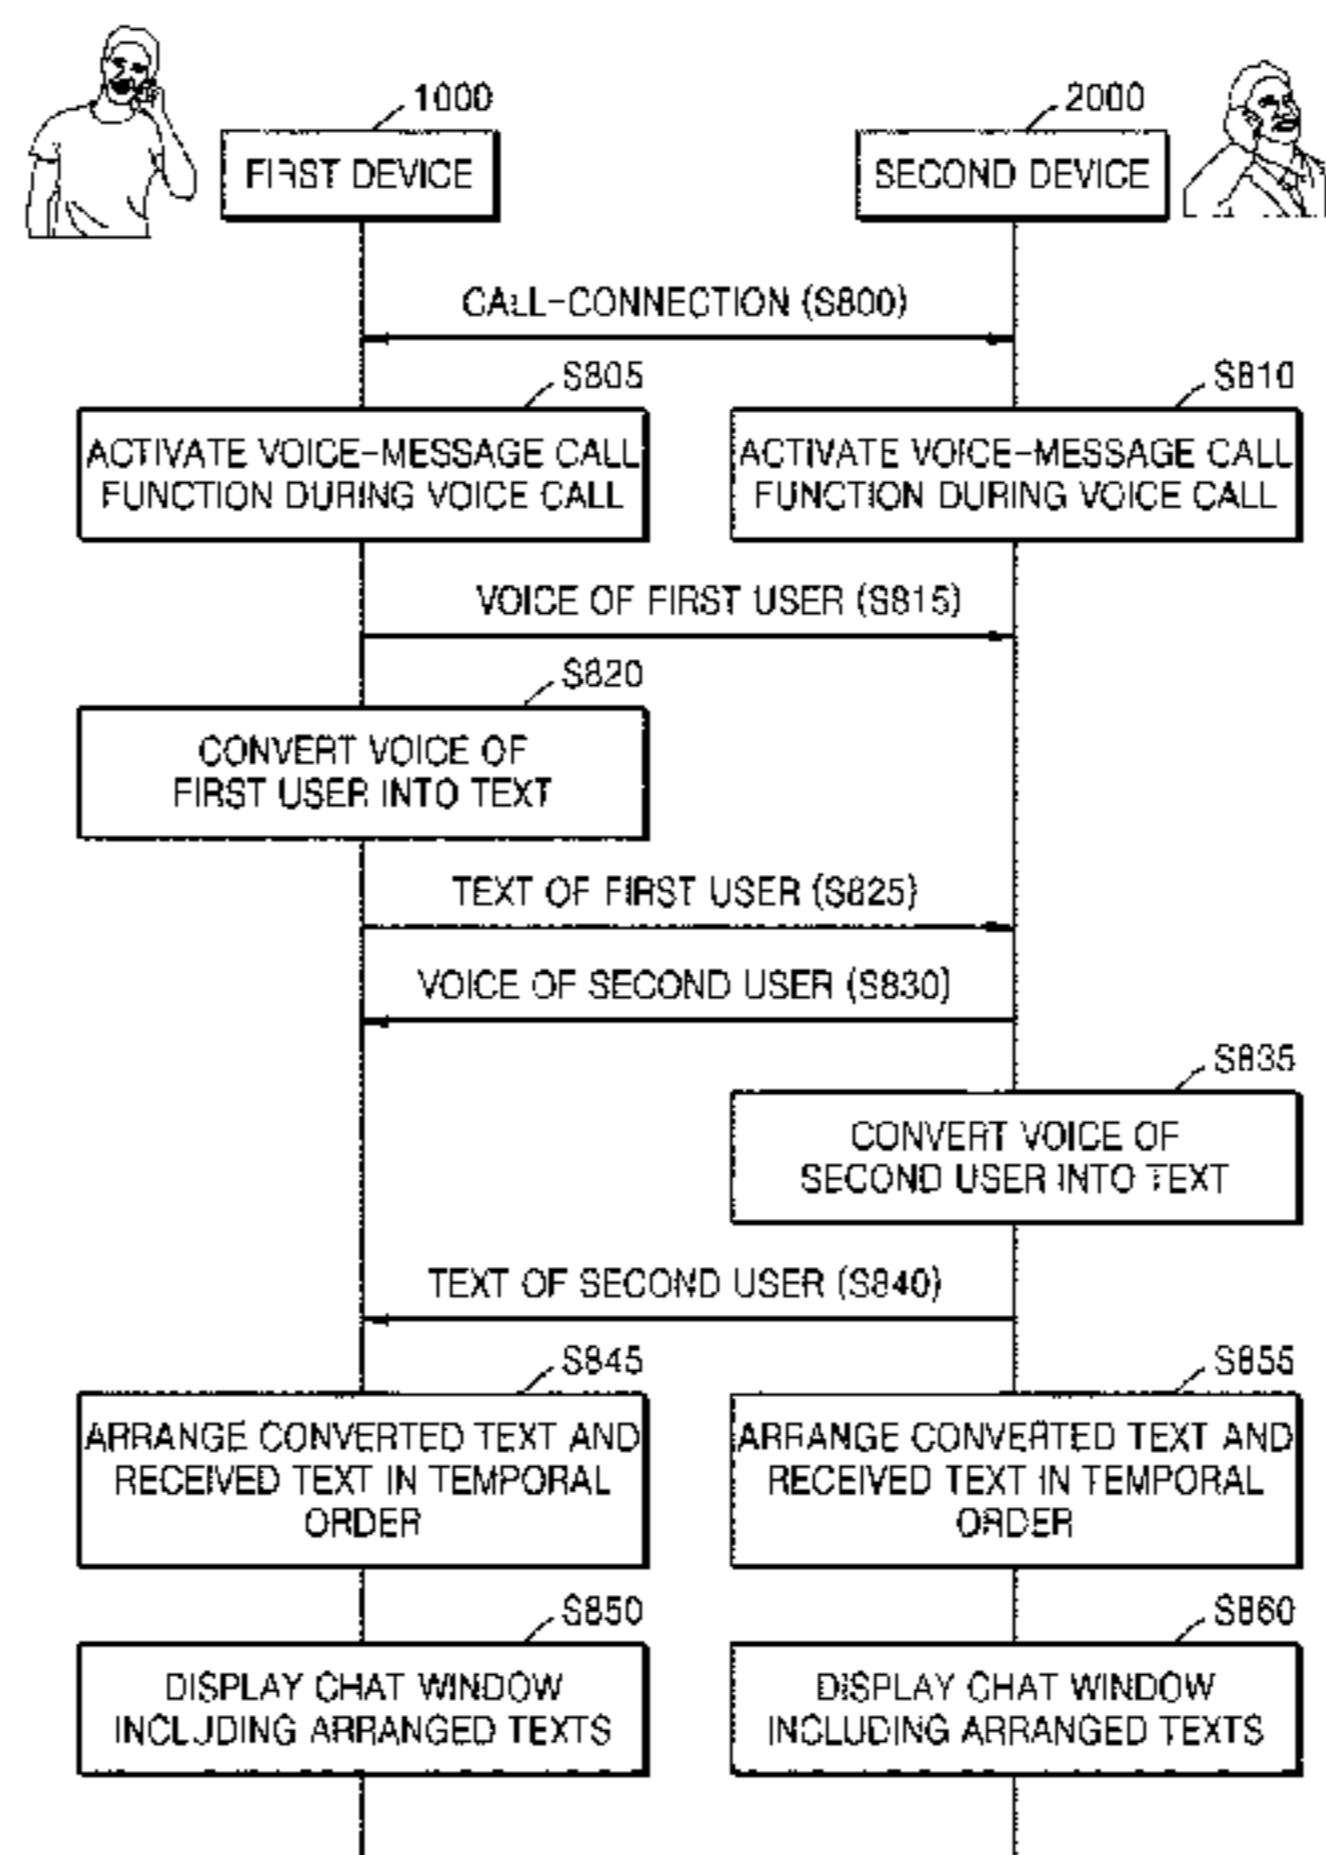 1000
2000
FIRST DEVICE
SECOND DEVICE
CALL-CONNECTION (S800)
S805
S810
ACTIVATE VOICE-MESSAGE CALL
FUNCTION DURING VOICE CALL
ACTIVATE VOICE-MESSAGE CALL
FUNCTION DURING VOICE CALL
VOICE OF FIRST USER (S815)
S820
CONVERT VOICE OF
FIRST USER INTO TEXT
TEXT OF FIRST USER (S825)
VOICE OF SECOND USER (S830)
S835
CONVERT VOICE OF
SECOND USER INTO TEXT
TEXT OF SECOND USER (S840)
S845
S855
ARRANGE CONVERTED TEXT AND
RECEIVED TEXT IN TEMPORAL
ORDER
ARRANGE CONVERTED TEXT AND
RECEIVED TEXT IN TEMPORAL
ORDER
S850
S860
DISPLAY CHAT WINDOW
INCLUDING ARRANGED TEXTS
DISPLAY CHAT WINDOW
INCLUDING ARRANGED TEXTS